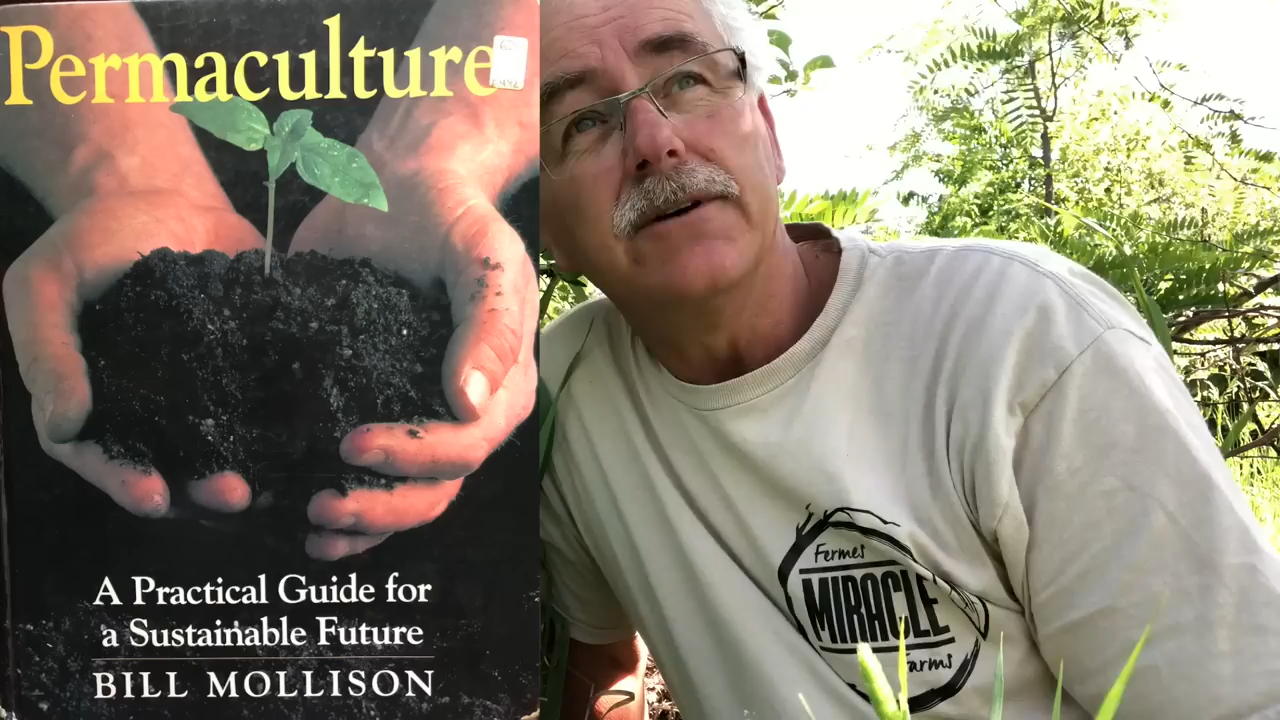 Permaculture
A Practical Guide for
a Sustainable Future
BILL MOLLISON
Fermes
MIRACLE
Farms